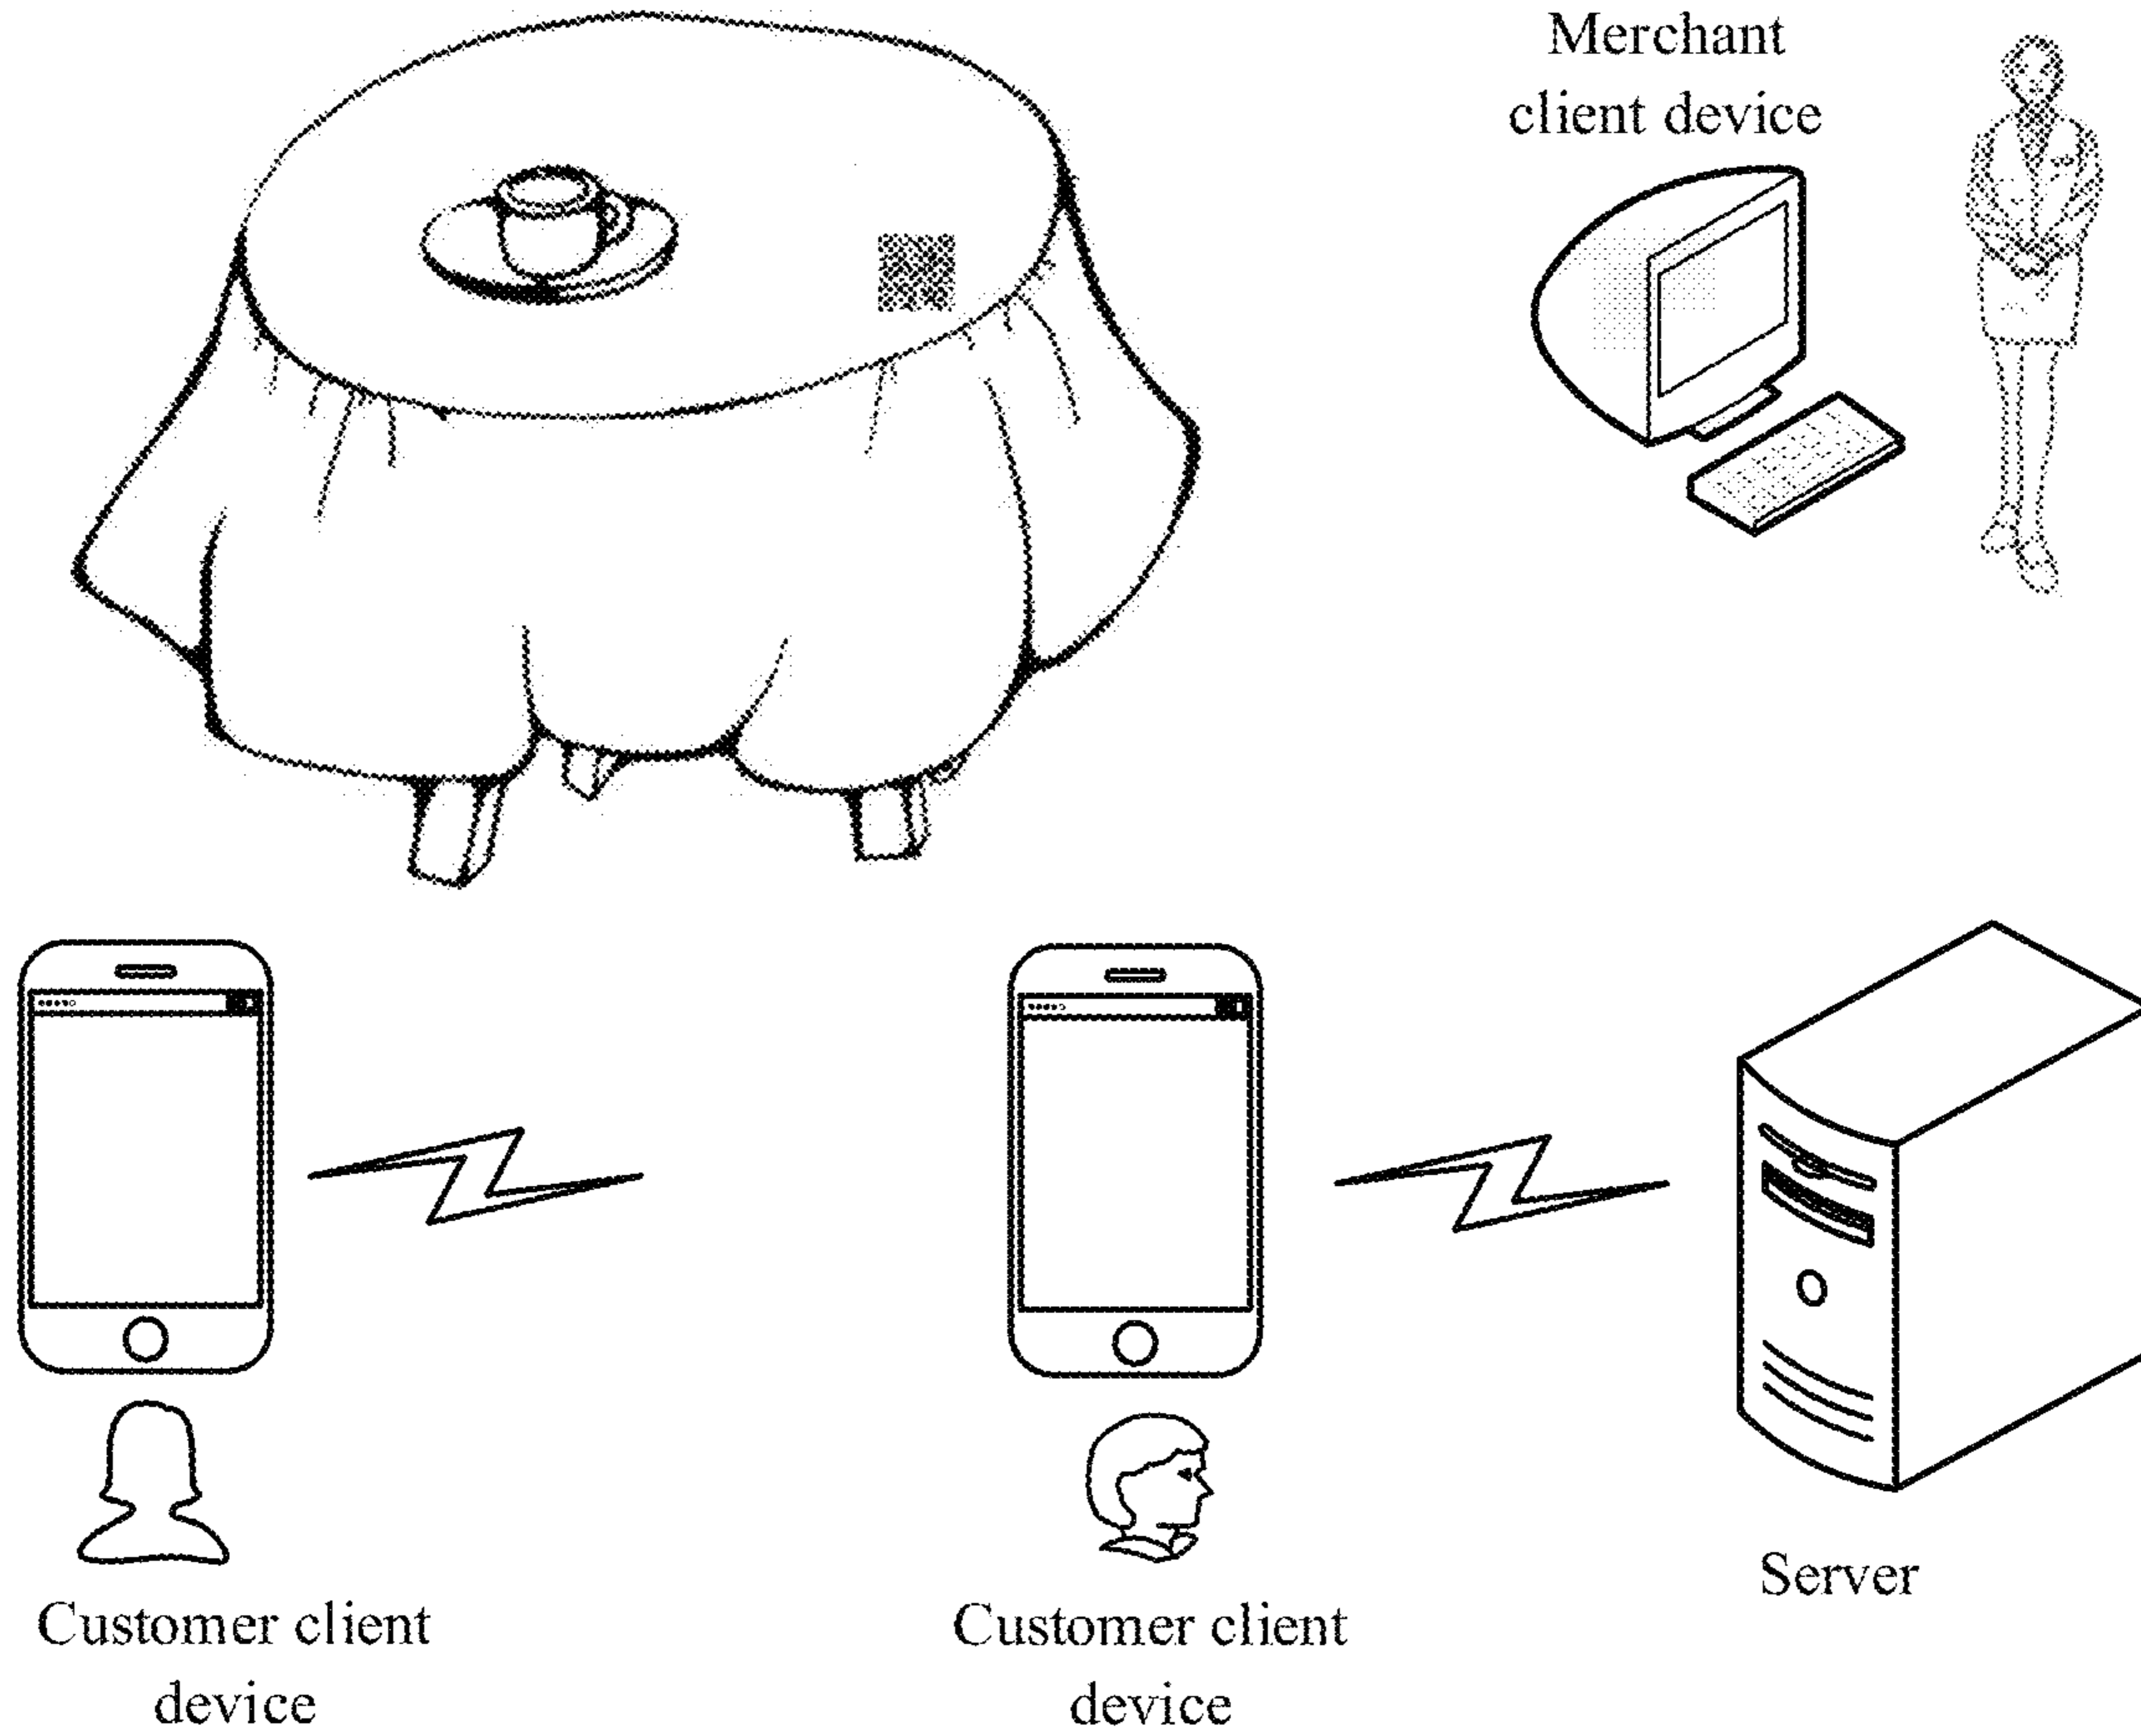 Merchant
client device
Customer client
device
Customer client
device
Server